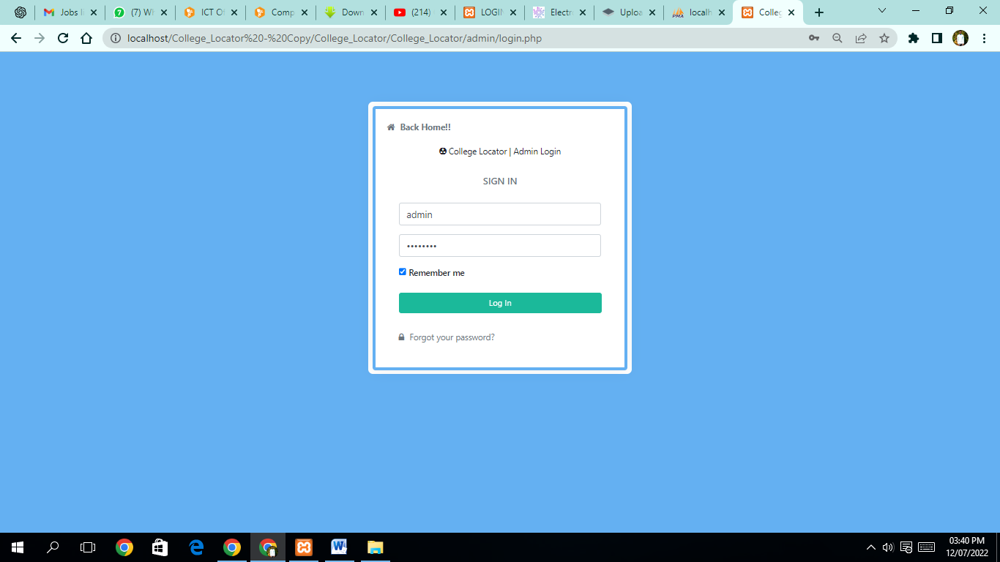 Jobs I
(7) W
ICT O
Comp
Down
(214)
LOGI
Electr
Uploa
PMA
localh
Colleg
localhost/College_Locator%20-%20Copy/College_Locator/College_Locator/admin/login.php
Back Home!!
College Locator | Admin Login
SIGN IN
admin
••••••••
Remember me
Log In
Forgot your password?
03:40 PM
12/07/2022